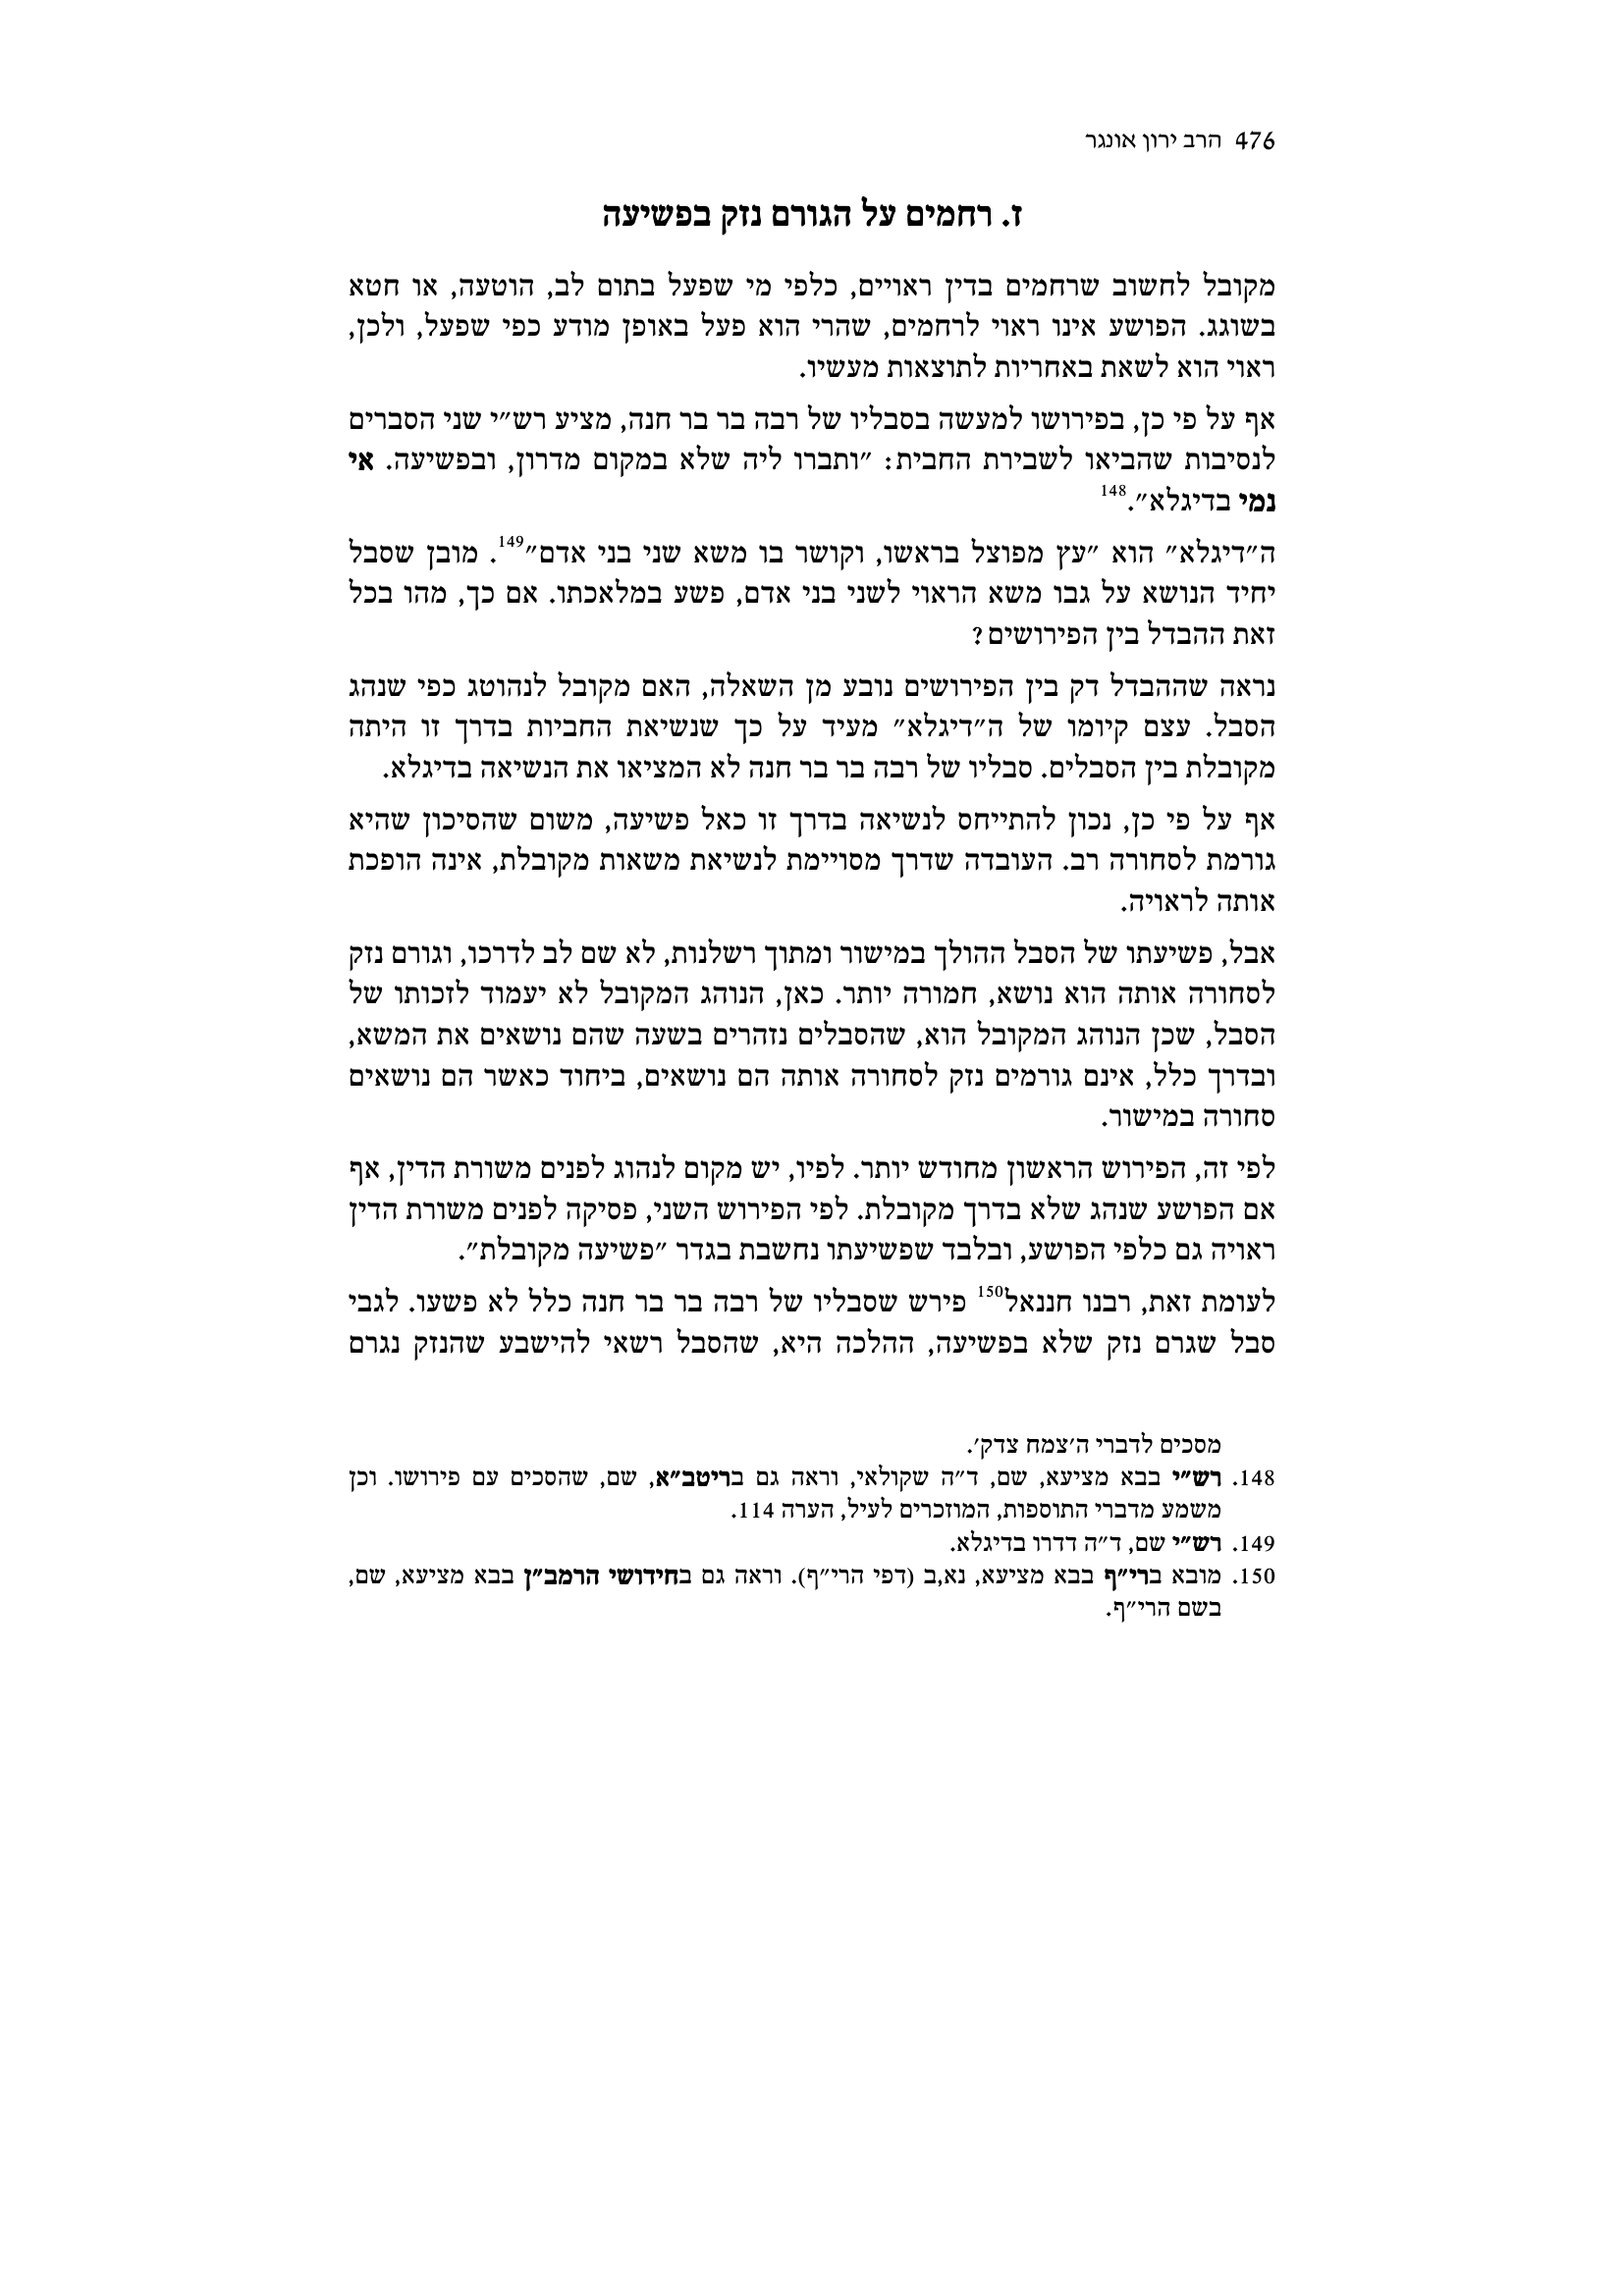 476 הרב ירון אונגר
ז. רחמים על הגורם נזק בפשיעה
מקובל לחשוב שרחמים בדין ראויים, כלפי מי שפעל בתום לב, הוטעה, או חטא
בשוגג. הפושע אינו ראוי לרחמים, שהרי הוא פעל באופן מודע כפי שפעל, ולכן,
ראוי הוא לשאת באחריות לתוצאות מעשיו.
אף על פי כן, בפירושו למעשה בסבליו של רבה בר בר חנה, מציע רש״י שני הסברים
לנסיבות שהביאו לשבירת החבית: ״ותברו ליה שלא במקום מדרון, ובפשיעה. אי
נמי בדיגלא״.148
ה״דיגלא״ הוא ״עץ מפוצל בראשו, וקושר בו משא שני בני אדם״149. מובן שסבל
יחיד הנושא על גבו משא הראוי לשני בני אדם, פשע במלאכתו. אם כך, מהו בכל
זאת ההבדל בין הפירושים?
נראה שההבדל דק בין הפירושים נובע מן השאלה, האם מקובל לנהוטג כפי שנהג
הסבל. עצם קיומו של ה״דיגלא״ מעיד על כך שנשיאת החביות בדרך זו היתה
מקובלת בין הסבלים. סבליו של רבה בר בר חנה לא המציאו את הנשיאה בדיגלא.
אף על פי כן, נכון להתייחס לנשיאה בדרך זו כאל פשיעה, משום שהסיכון שהיא
גורמת לסחורה רב. העובדה שדרך מסויימת לנשיאת משאות מקובלת, אינה הופכת
אותה לראויה.
אבל, פשיעתו של הסבל ההולך במישור ומתוך רשלנות, לא שם לב לדרכו, וגורם נזק
לסחורה אותה הוא נושא, חמורה יותר. כאן, הנוהג המקובל לא יעמוד לזכותו של
הסבל, שכן הנוהג המקובל הוא, שהסבלים נזהרים בשעה שהם נושאים את המשא,
ובדרך כלל, אינם גורמים נזק לסחורה אותה הם נושאים, ביחוד כאשר הם נושאים
סחורה במישור.
לפי זה, הפירוש הראשון מחודש יותר. לפיו, יש מקום לנהוג לפנים משורת הדין, אף
אם הפושע שנהג שלא בדרך מקובלת. לפי הפירוש השני, פסיקה לפנים משורת הדין
ראויה גם כלפי הפושע, ובלבד שפשיעתו נחשבת בגדר ״פשיעה מקובלת״.
לעומת זאת, רבנו חננאל150 פירש שסבליו של רבה בר בר חנה כלל לא פשעו. לגבי
סבל שגרם נזק שלא בפשיעה, ההלכה היא, שהסבל רשאי להישבע שהנזק נגרם
מסכים לדברי ה׳צמח צדק׳.
148. רש״י בבא מציעא, שם, ד״ה שקולאי, וראה גם בריטב״א, שם, שהסכים עם פירושו. וכן
משמע מדברי התוספות, המוזכרים לעיל, הערה 114.
149. רש״י שם, ד״ה דדרו בדיגלא.
150. מובא ברי״ף בבא מציעא, נא,ב (דפי הרי״ף). וראה גם בחידושי הרמב״ן בבא מציעא, שם,
בשם הרי״ף.